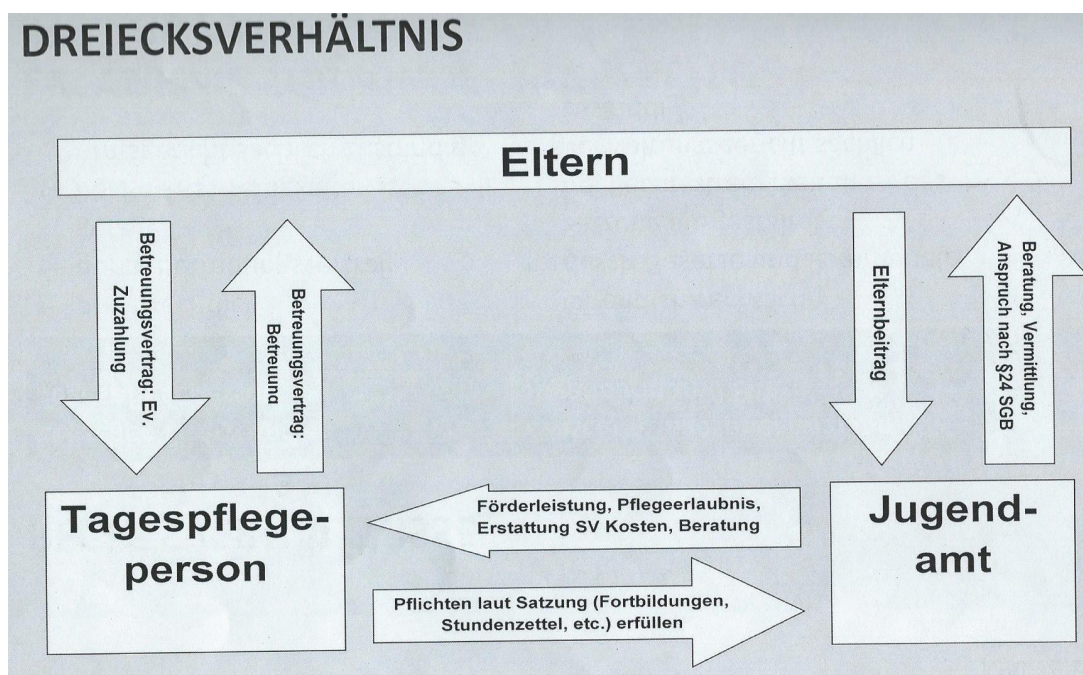 DREIECKSVERHÄLTNIS
Eltern
Betreuungsvertrag: Ev.
Zuzahlung
Betreuungsvertrag:
Betreuung
Elternbeitrag
Beratung, Vermittlung,
Anspruch nach §24 SGB
Tagespflege-
person
Förderleistung, Pflegeerlaubnis,
Erstattung SV Kosten, Beratung
Jugend-
amt
Pflichten laut Satzung (Fortbildungen,
Stundenzettel, etc.) erfüllen